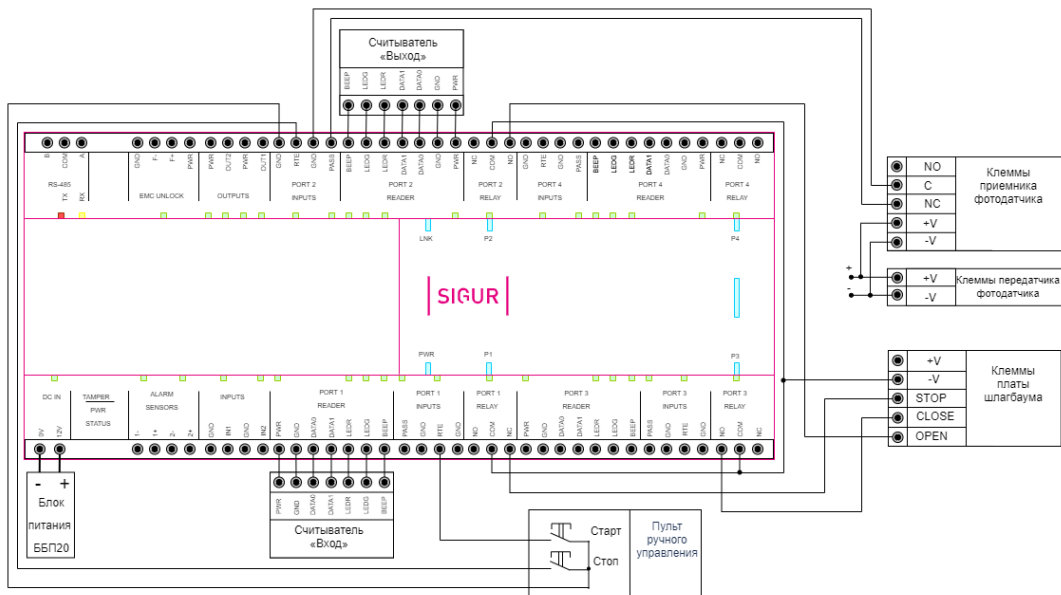 Считыватель
«Выход»
BEEP LEDG LEDR DATA1 DATA0 GND PWR
B COM A GND F- F+ PWR PWR OUT2 PWR OUT1 GND RTE GND PASS BEEP LEDG LEDR DATA1 DATA0 GND PWR NC COM NO GND RTE GND PASS BEEP LEDG LEDR DATA1 DATA0 GND PWR NC COM NO
RS-485 EMC UNLOCK OUTPUTS PORT 2 INPUTS PORT 2 READER PORT 2 RELAY PORT 4 INPUTS PORT 4 READER PORT 4 RELAY
TX RX
LNK P2 P4
SIGUR
PWR P1 P3
DC IN TAMPER PWR STATUS ALARM SENSORS INPUTS PORT 1 READER PORT 1 INPUTS PORT 1 RELAY PORT 3 READER PORT 3 INPUTS PORT 3 RELAY
0V 12V 1- 1+ 2- 2+ GND IN1 GND IN2 PWR GND DATA0 DATA1 LEDR LEDG BEEP PASS GND RTE GND NO COM NC PWR GND DATA0 DATA1 LEDR LEDG BEEP PASS GND RTE GND NO COM NC
- +
Блок
питания
ББП20
PWR GND DATA0 DATA1 LEDR LEDG BEEP
Считыватель
«Вход»
Старт
Стоп
Пульт
ручного
управления
NO
C
NC
+V
-V
Клеммы
приемника
фотодатчика
+
-
+V
-V
Клеммы передатчика
фотодатчика
+V
-V
STOP
CLOSE
OPEN
Клеммы
платы
шлагбаума